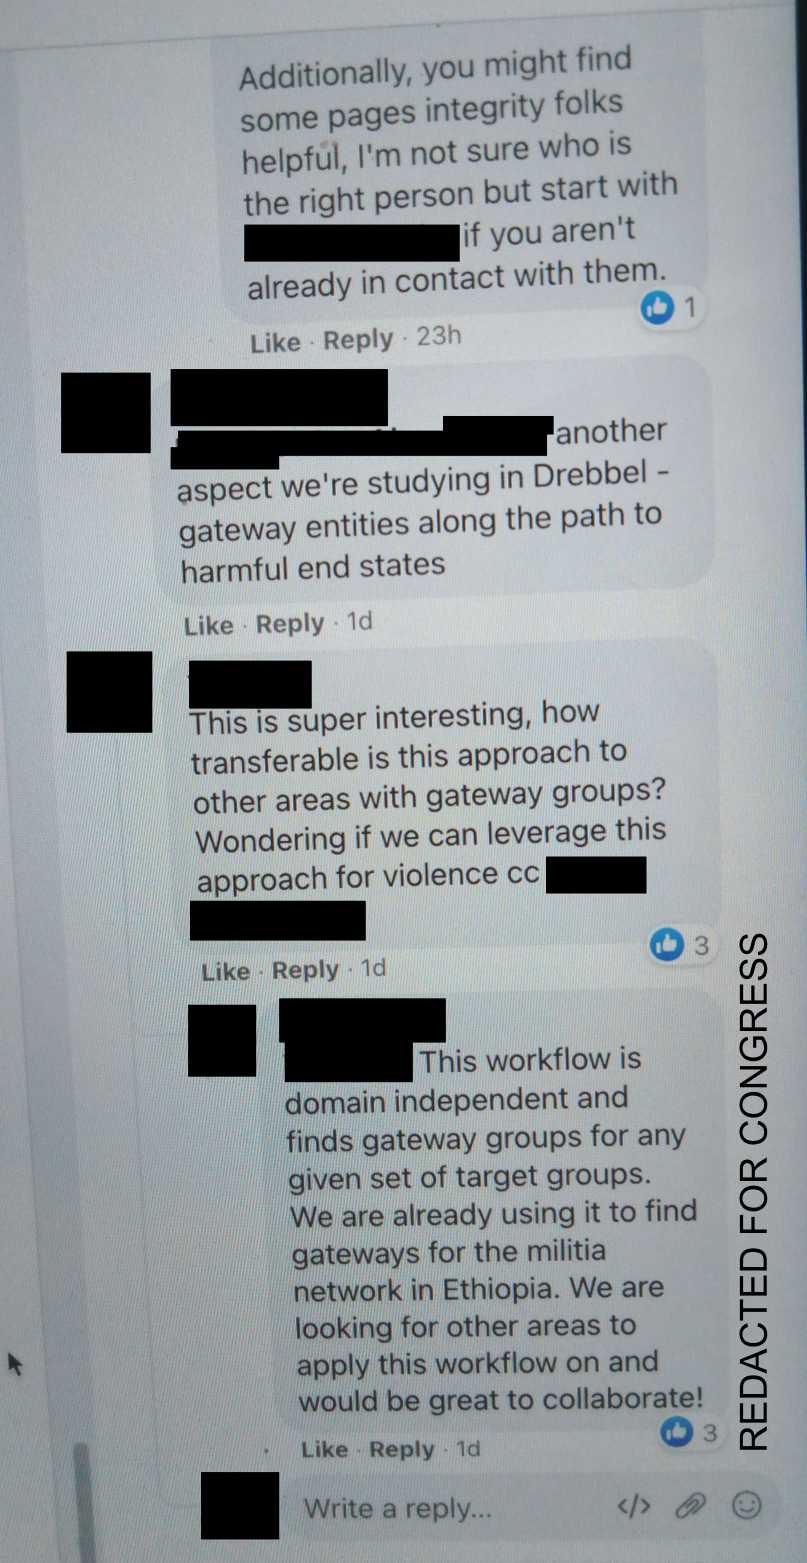 Additionally, you might find
some pages integrity folks
helpful, I'm not sure who is
the right person but start with
if you aren't
already in contact with them.
1
Like · Reply · 23h
another
aspect we're studying in Drebbel -
gateway entities along the path to
harmful end states
Like · Reply · 1d
This is super interesting, how
transferable is this approach to
other areas with gateway groups?
Wondering if we can leverage this
approach for violence cc
3
Like · Reply · 1d
This workflow is
domain independent and
finds gateway groups for any
given set of target groups.
We are already using it to find
gateways for the militia
network in Ethiopia. We are
looking for other areas to
apply this workflow on and
would be great to collaborate!
3
Like · Reply · 1d
Write a reply...
</>
REDACTED FOR CONGRESS